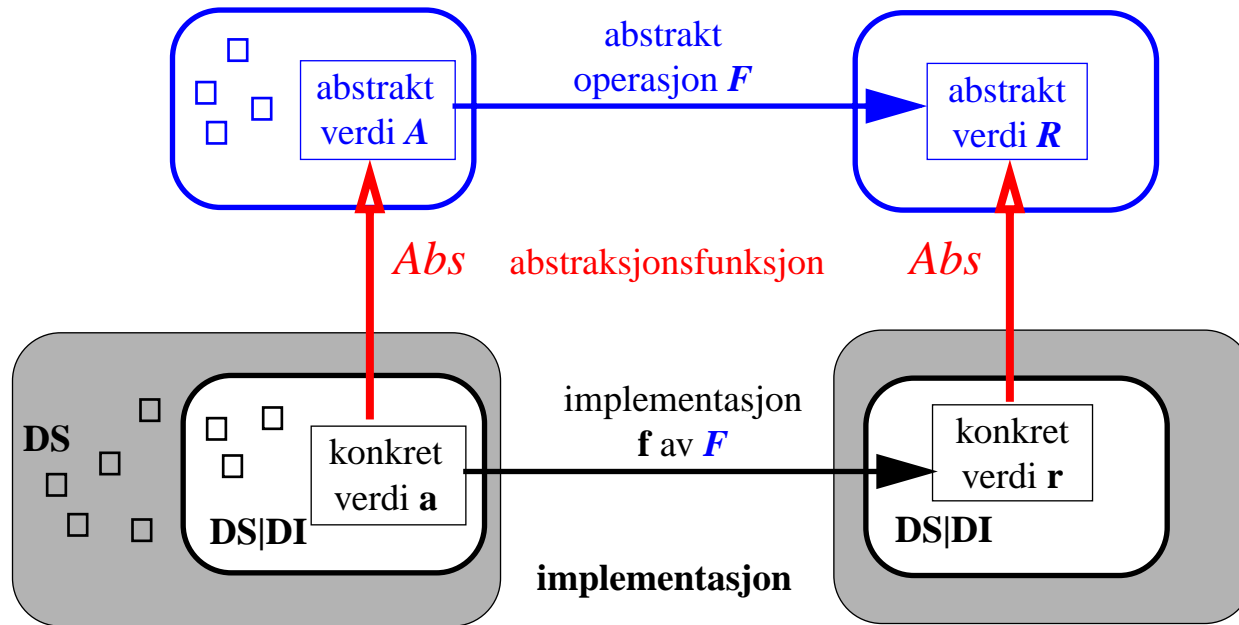 abstrakt
operasjon F
abstrakt
verdi A
abstrakt
verdi R
Abs
abstraksjonsfunksjon
Abs
implementasjon
f av F
DS
konkret
verdi a
konkret
verdi r
DS|DI
DS|DI
implementasjon